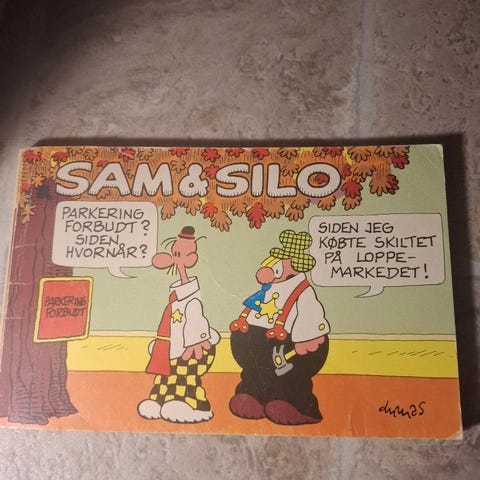 SAM & SILO
PARKERING
FORBUDT?
SIDEN
HVORNÅR?
SIDEN JEG
KØBTE SKILTET
PÅ LOPPE-
MARKEDET!
PARKERING
FORBUDT
dumas